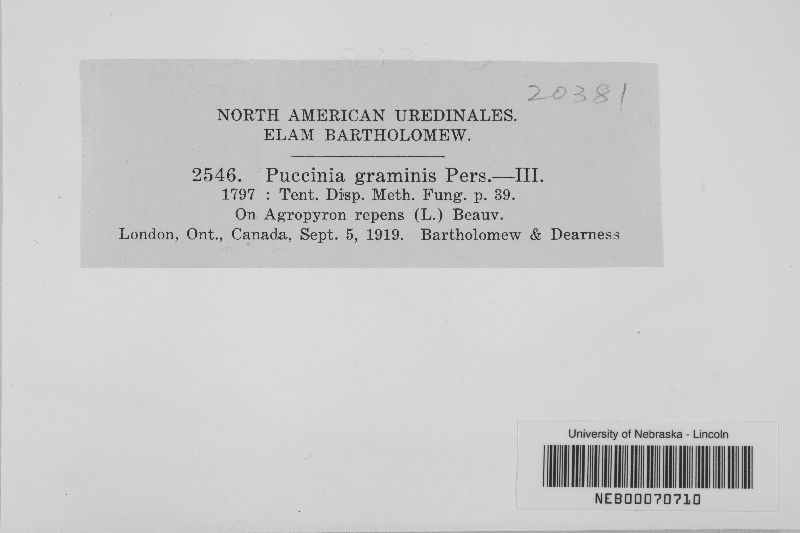 20381
NORTH AMERICAN UREDINALES.
ELAM BARTHOLOMEW.
2546. Puccinia graminis Pers.—III.
1797 : Tent. Disp. Meth. Fung. p. 39.
On Agropyron repens (L.) Beauv.
London, Ont., Canada, Sept. 5, 1919. Bartholomew & Dearness
University of Nebraska - Lincoln
NEB00070710